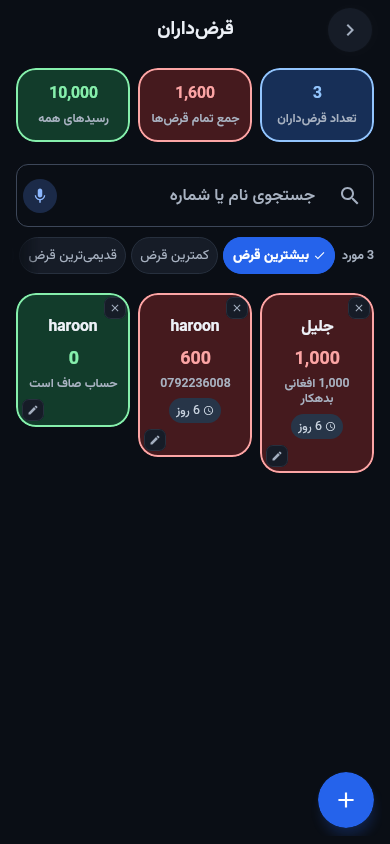 قرض‌داران
3
تعداد قرض‌داران
1,600
جمع تمام قرض‌ها
10,000
رسیدهای همه
جستجوی نام یا شماره
3 مورد
بیشترین قرض
کمترین قرض
قدیمی‌ترین قرض
جلیل
1,000
1,000 افغانی
بدهکار
6 روز
haroon
600
0792236008
6 روز
haroon
0
حساب صاف است